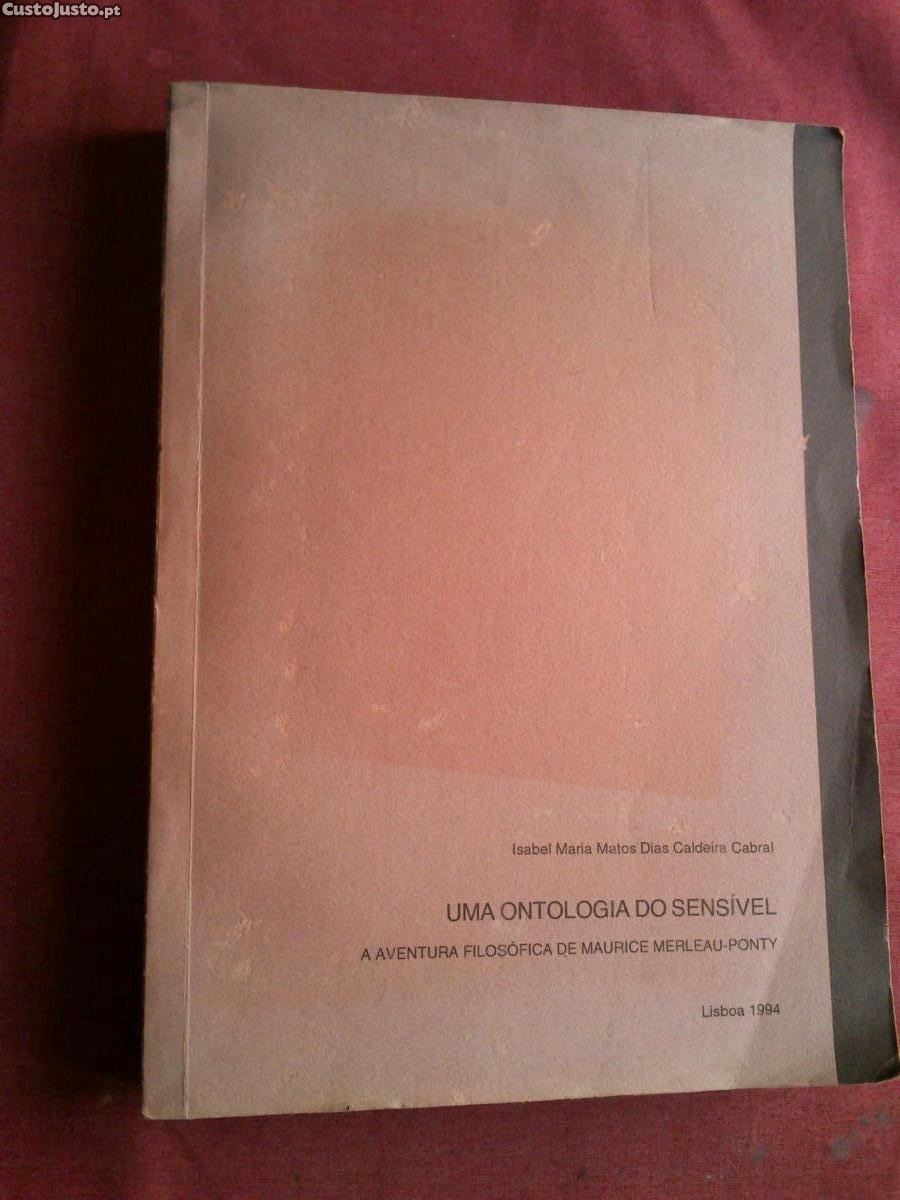 CustoJusto.pt
Isabel Maria Matos Dias Caldeira Cabral
UMA ONTOLOGIA DO SENSÍVEL
A AVENTURA FILOSÓFICA DE MAURICE MERLEAU-PONTY
Lisboa 1994